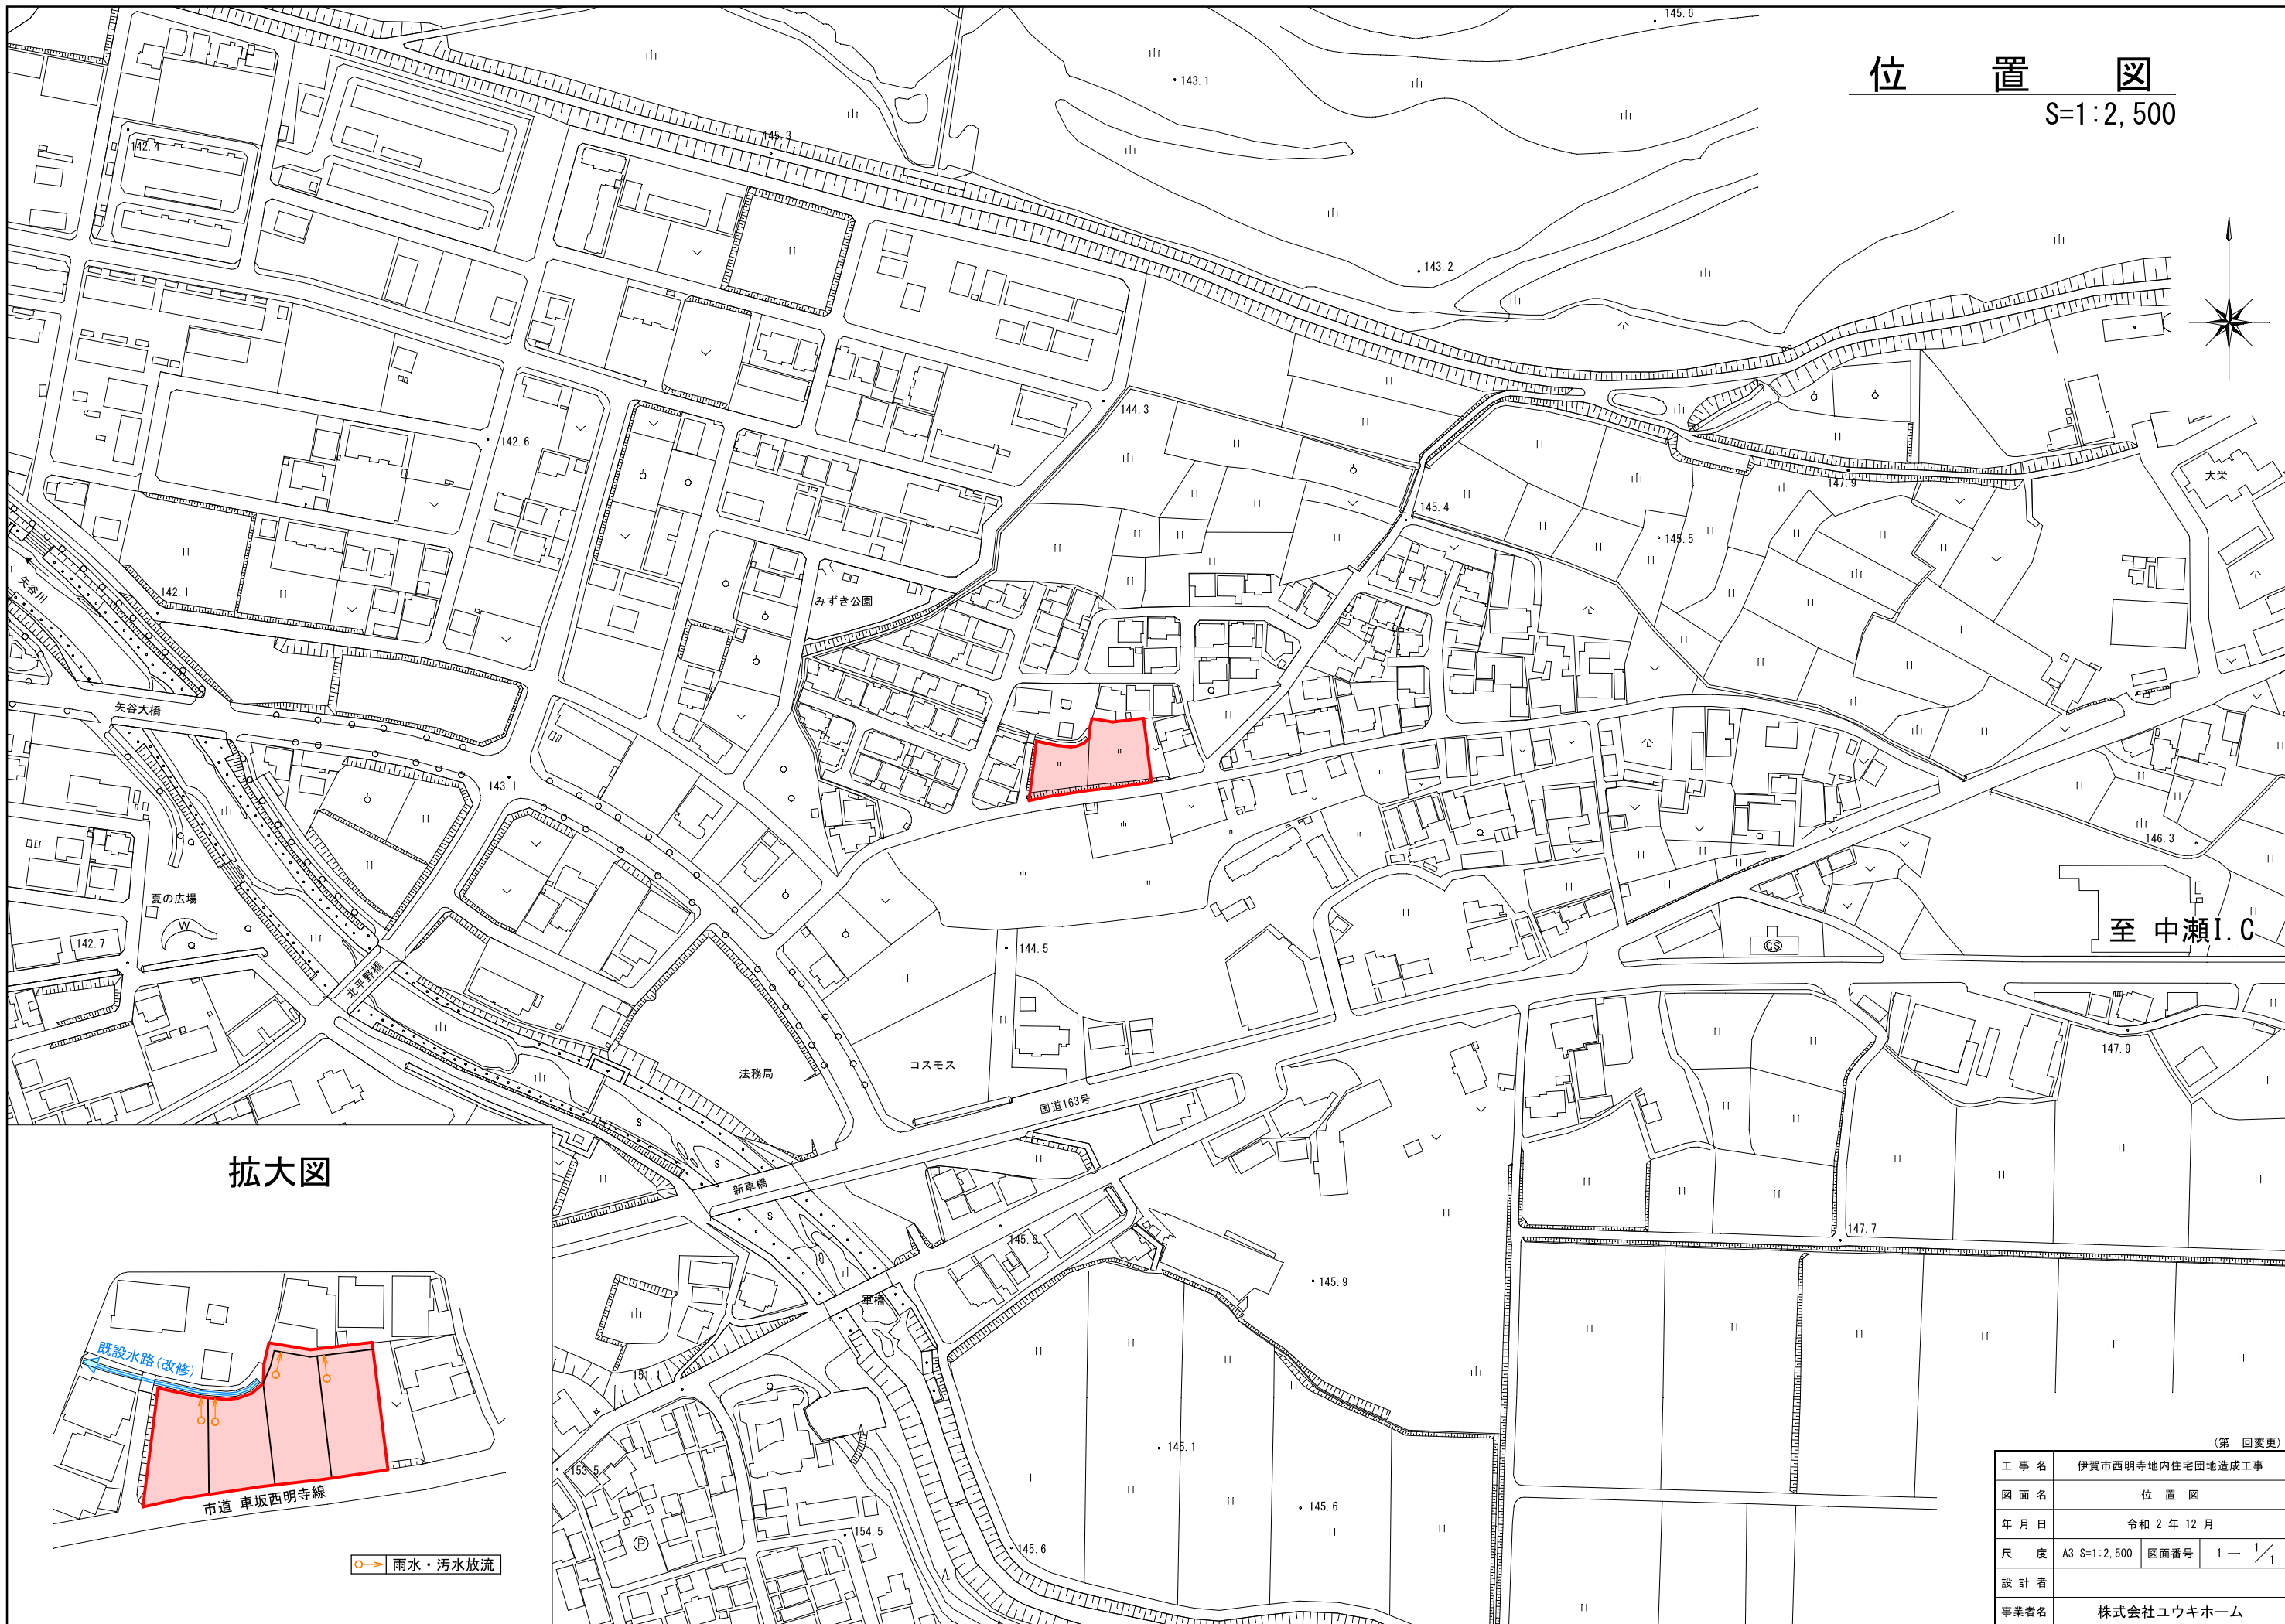 位置図
S=1:2,500
145.6
143.1
145.3
142.4
143.2
144.3
142.6
147.9
大栄
145.4
145.5
矢谷川
142.1
みずき公園
矢谷大橋
143.1
146.3
夏の広場
W
142.7
144.5
GS
至 中瀬I.C
北平野橋
法務局
コスモス
国道163号
147.9
S
S
新車橋
S
145.9
147.7
145.9
車橋
151.1
145.1
153.5
145.6
154.5
145.6
P
拡大図
既設水路(改修)
市道 車坂西明寺線
雨水・汚水放流
(第 回変更)
工事名 伊賀市西明寺地内住宅団地造成工事
図面名 位置図
年月日 令和 2 年 12 月
尺度 A3 S=1:2,500 図面番号 1 — 1/1
設計者
事業者名 株式会社ユウキホーム